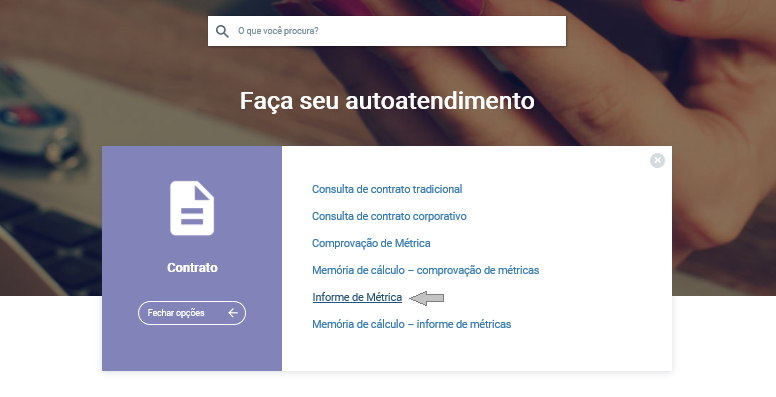 O que você procura?
Faça seu autoatendimento
Consulta de contrato tradicional
Consulta de contrato corporativo
Comprovação de Métrica
Memória de cálculo – comprovação de métricas
Informe de Métrica
Memória de cálculo – informe de métricas
Contrato
Fechar opções